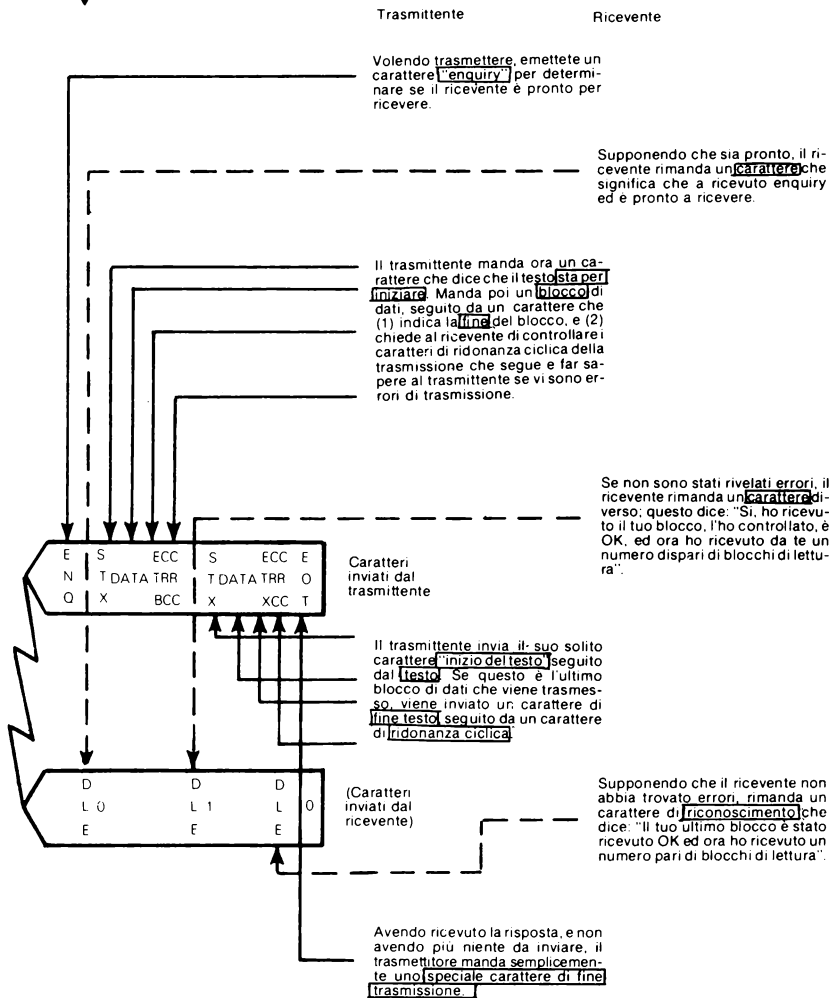 Trasmittente
Ricevente
Volendo trasmettere, emettete un
carattere "enquiry" per determi-
nare se il ricevente è pronto per
ricevere.
Supponendo che sia pronto, il ri-
cevente rimanda un carattere che
significa che a ricevuto enquiry
ed è pronto a ricevere.
Il trasmittente manda ora un ca-
rattere che dice che il testo sta per
iniziare. Manda poi un blocco di
dati, seguito da un carattere che
(1) indica la fine del blocco, e (2)
chiede al ricevente di controllare i
caratteri di ridonanza ciclica della
trasmissione che segue e far sa-
pere al trasmittente se vi sono er-
rori di trasmissione.
Se non sono stati rivelati errori, il
ricevente rimanda un carattere di-
verso; questo dice: "Si, ho ricevu-
to il tuo blocco, l'ho controllato, è
OK, ed ora ho ricevuto da te un
numero dispari di blocchi di lettu-
ra".
E S ECC S ECC E
N T DATA TRR T DATA TRR O
Q X BCC X XCC T
Caratteri
inviati dal
trasmittente
Il trasmittente invia il suo solito
carattere "inizio del testo" seguito
dal testo. Se questo è l'ultimo
blocco di dati che viene trasmes-
so, viene inviato un carattere di
fine testo, seguito da un carattere
di ridonanza ciclica.
D D D
L 0 L 1 L 0
E E E
(Caratteri
inviati dal
ricevente)
Supponendo che il ricevente non
abbia trovato errori, rimanda un
carattere di riconoscimento che
dice: "Il tuo ultimo blocco è stato
ricevuto OK ed ora ho ricevuto un
numero pari di blocchi di lettura".
Avendo ricevuto la risposta, e non
avendo più niente da inviare, il
trasmettitore manda semplicemen-
te uno speciale carattere di fine
trasmissione.